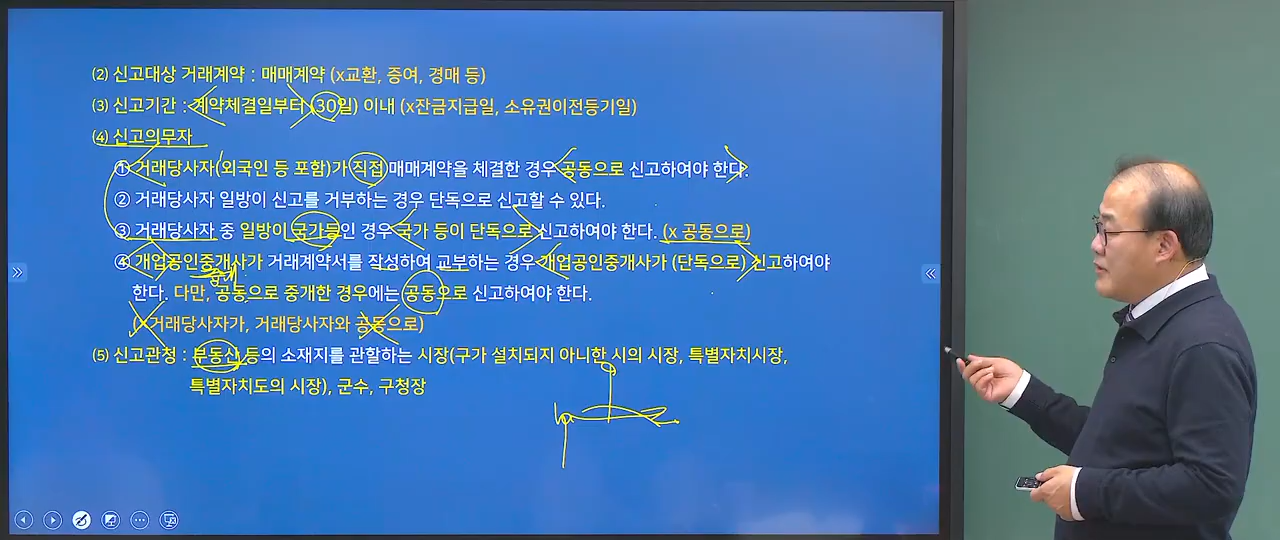 (2) 신고대상 거래계약 : 매매계약 (x교환, 증여, 경매 등)
(3) 신고기간 : 계약체결일부터 (30일) 이내 (x잔금지급일, 소유권이전등기일)
(4) 신고의무자
① 거래당사자(외국인 등 포함)가 직접 매매계약을 체결한 경우 공동으로 신고하여야 한다.
② 거래당사자 일방이 신고를 거부하는 경우 단독으로 신고할 수 있다.
③ 거래당사자 중 일방이 국가등인 경우 국가 등이 단독으로 신고하여야 한다. (x 공동으로)
④ 개업공인중개사가 거래계약서를 작성하여 교부하는 경우 개업공인중개사가 (단독으로) 신고하여야
한다. 다만, 공동으로 중개한 경우에는 공동으로 신고하여야 한다.
(x거래당사자가, 거래당사자와 공동으로)
(5) 신고관청 : 부동산 등의 소재지를 관할하는 시장(구가 설치되지 아니한 시의 시장, 특별자치시장,
특별자치도의 시장), 군수, 구청장